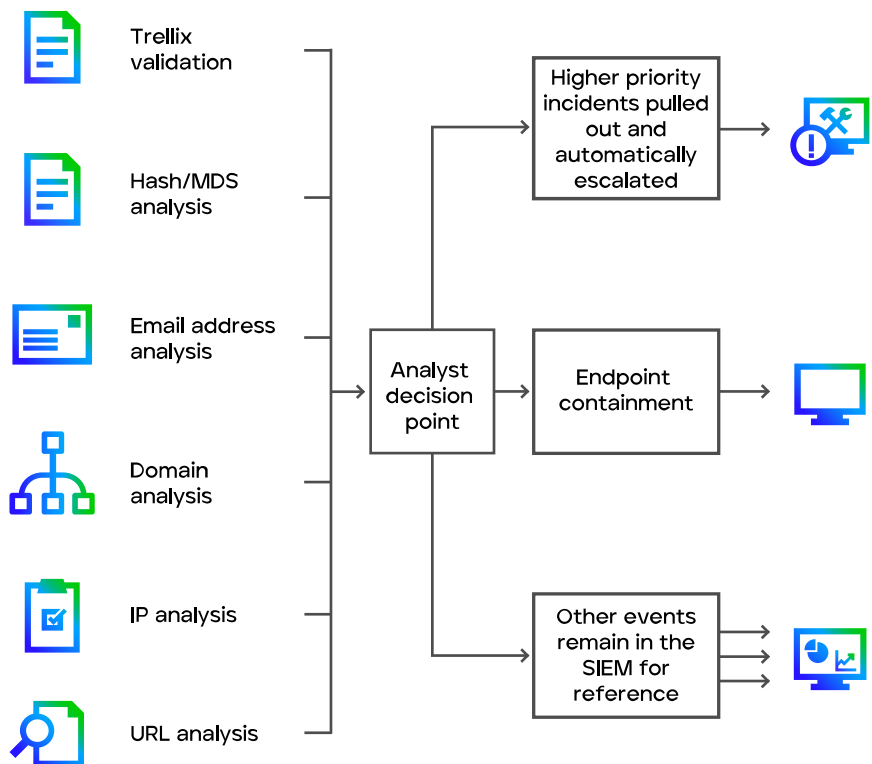 Trellix
validation
Hash/MDS
analysis
Email address
analysis
Domain
analysis
IP analysis
URL analysis
Analyst
decision
point
Higher priority
incidents pulled
out and
automatically
escalated
Endpoint
containment
Other events
remain in the
SIEM for
reference